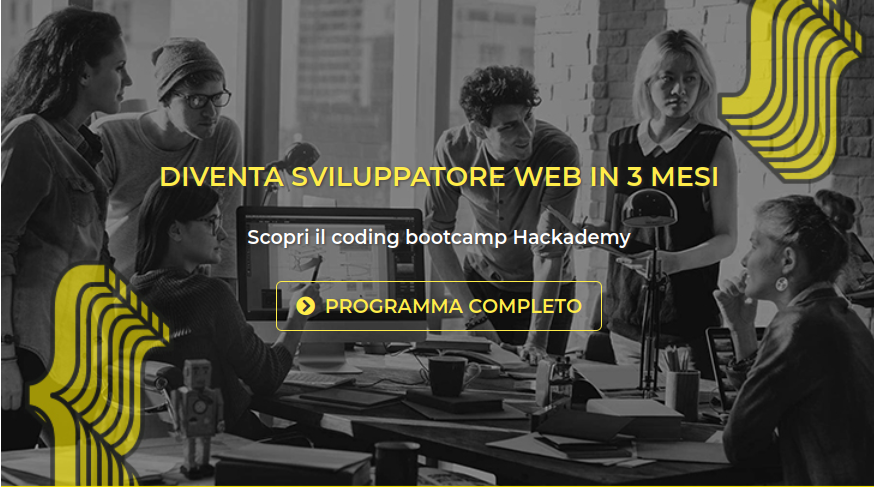 DIVENTA SVILUPPATORE WEB IN 3 MESI
Scopri il coding bootcamp Hackademy
PROGRAMMA COMPLETO